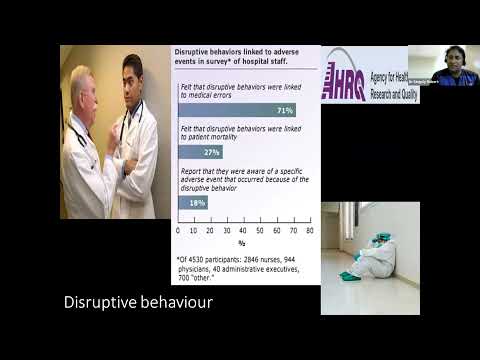 Disruptive behaviors linked to adverse
events in survey* of hospital staff.
Felt that disruptive behaviors were linked
to medical errors
71%
Felt that disruptive behaviors were linked
to patient mortality
27%
Report that they were aware of a specific
adverse event that occurred because of the
disruptive behavior
18%
0 10 20 30 40 50 60 70 80
%
*Of 4530 participants: 2846 nurses, 944
physicians, 40 administrative executives,
700 "other."
AHRQ
Agency for Health
Research and Quality
Disruptive behaviour